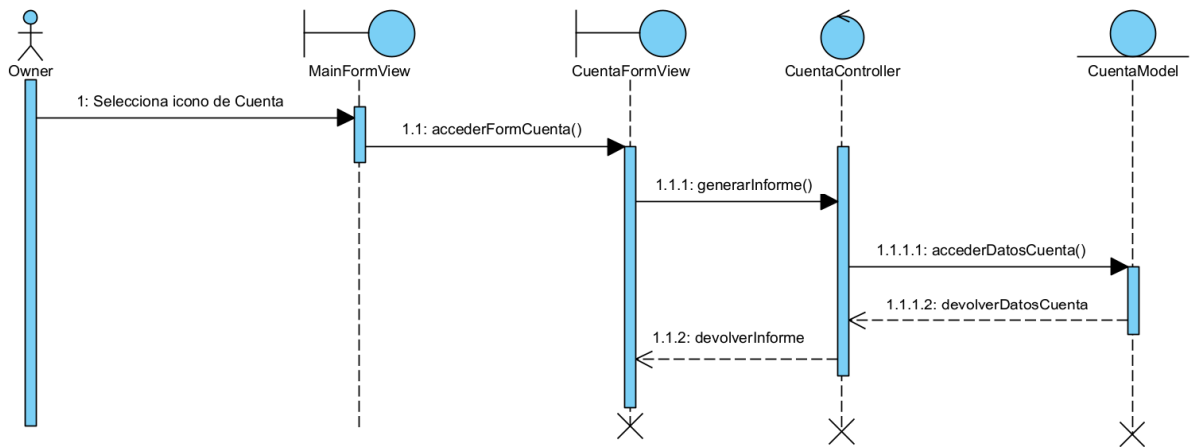 Owner
MainFormView
CuentaFormView
CuentaController
CuentaModel
1: Selecciona icono de Cuenta
1.1: accederFormCuenta()
1.1.1: generarInforme()
1.1.1.1: accederDatosCuenta()
1.1.1.2: devolverDatosCuenta
1.1.2: devolverInforme